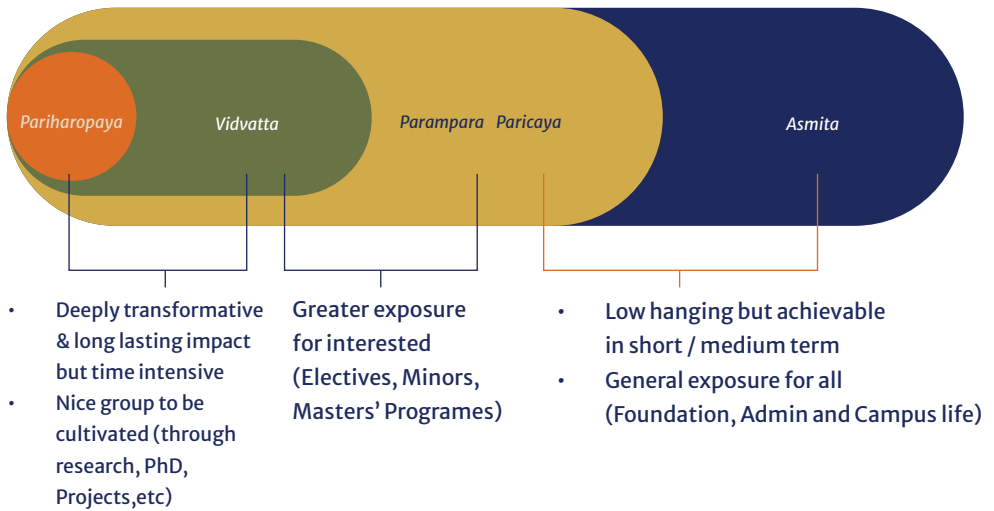 Pariharopaya Vidvatta Parampara Paricaya Asmita
• Deeply transformative
& long lasting impact
but time intensive
• Nice group to be
cultivated (through
research, PhD,
Projects,etc)
Greater exposure
for interested
(Electives, Minors,
Masters’ Programes)
• Low hanging but achievable
in short / medium term
• General exposure for all
(Foundation, Admin and Campus life)